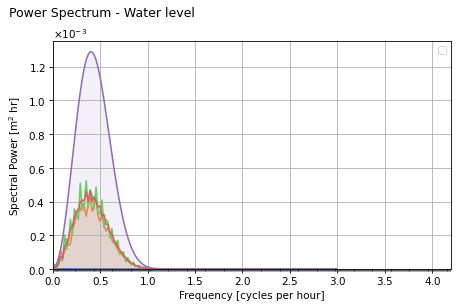 Power Spectrum - Water level
×10⁻³
1.2
1.0
0.8
0.6
0.4
0.2
0.0
Spectral Power [m² hr]
0.0 0.5 1.0 1.5 2.0 2.5 3.0 3.5 4.0
Frequency [cycles per hour]